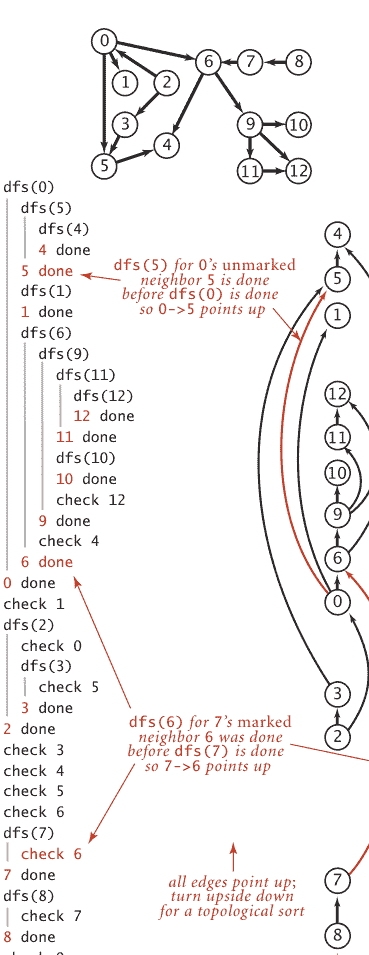 0
6
7
8
1
2
3
9
10
4
5
11
12
dfs(0)
dfs(5)
dfs(4)
4 done
5 done
dfs(1)
1 done
dfs(6)
dfs(9)
dfs(11)
dfs(12)
12 done
11 done
dfs(10)
10 done
check 12
9 done
check 4
6 done
0 done
check 1
dfs(2)
check 0
dfs(3)
check 5
3 done
2 done
check 3
check 4
check 5
check 6
dfs(7)
check 6
7 done
dfs(8)
check 7
8 done
dfs(5) for 0's unmarked
neighbor 5 is done
before dfs(0) is done
so 0->5 points up
dfs(6) for 7's marked
neighbor 6 was done
before dfs(7) is done
so 7->6 points up
all edges point up;
turn upside down
for a topological sort
4
5
1
12
11
10
9
6
0
3
2
7
8